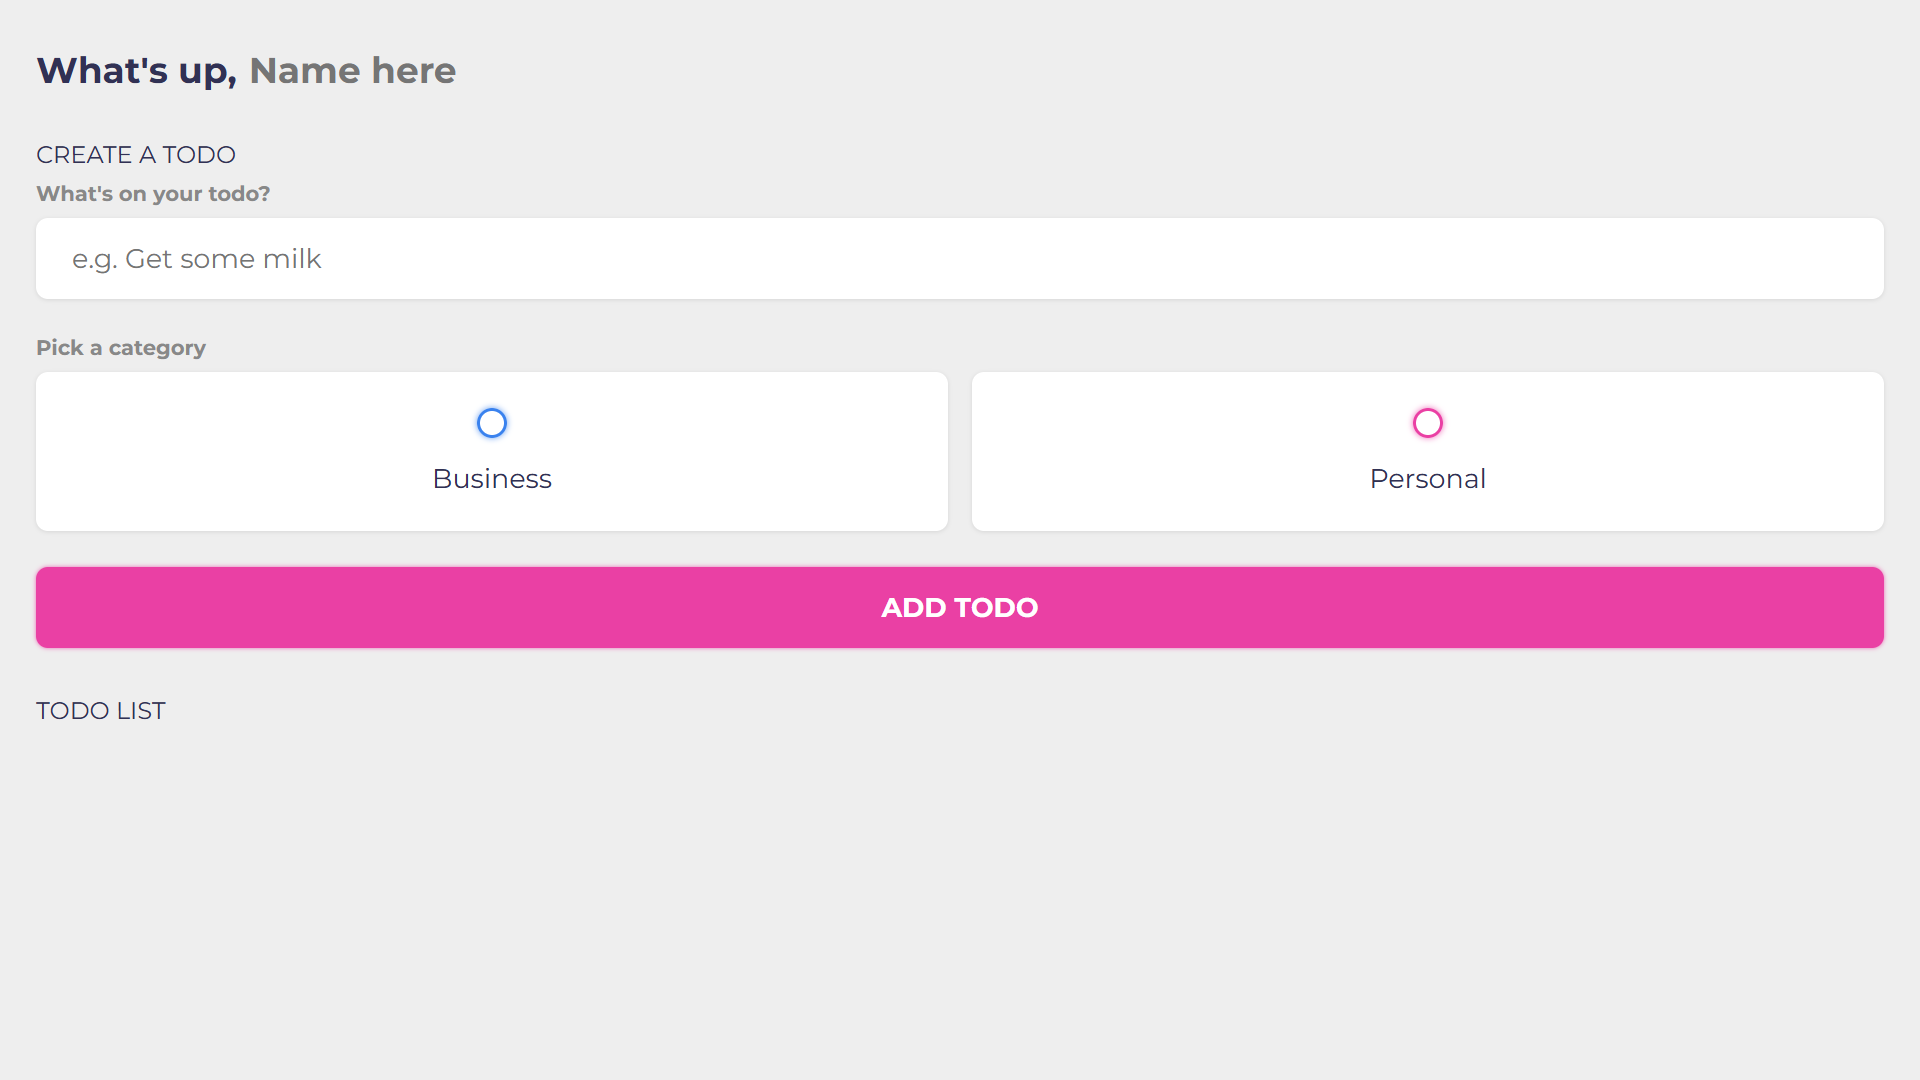 What's up, Name here
CREATE A TODO
What's on your todo?
e.g. Get some milk
Pick a category
Business
Personal
ADD TODO
TODO LIST